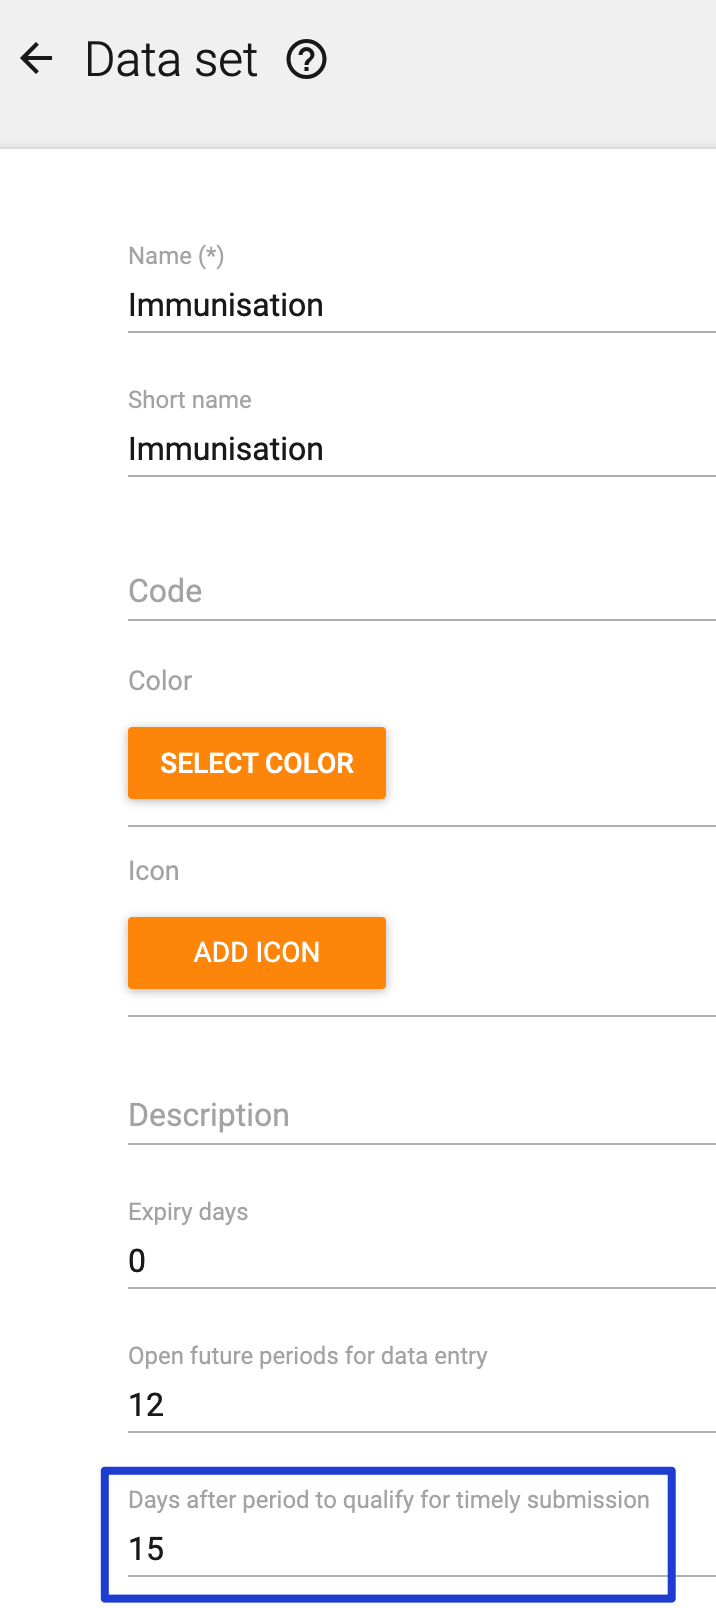 Data set
Name (*)
Immunisation
Short name
Immunisation
Code
Color
SELECT COLOR
Icon
ADD ICON
Description
Expiry days
0
Open future periods for data entry
12
Days after period to qualify for timely submission
15